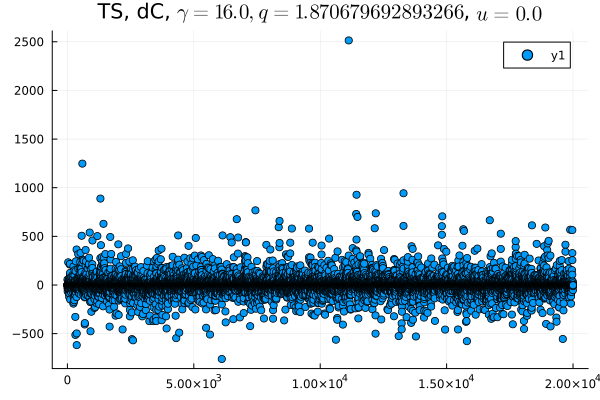 TS, dC, γ = 16.0, q = 1.870679692893266, u = 0.0
y1
2500
2000
1500
1000
500
0
−500
0 5.00×10³ 1.00×10⁴ 1.50×10⁴ 2.00×10⁴